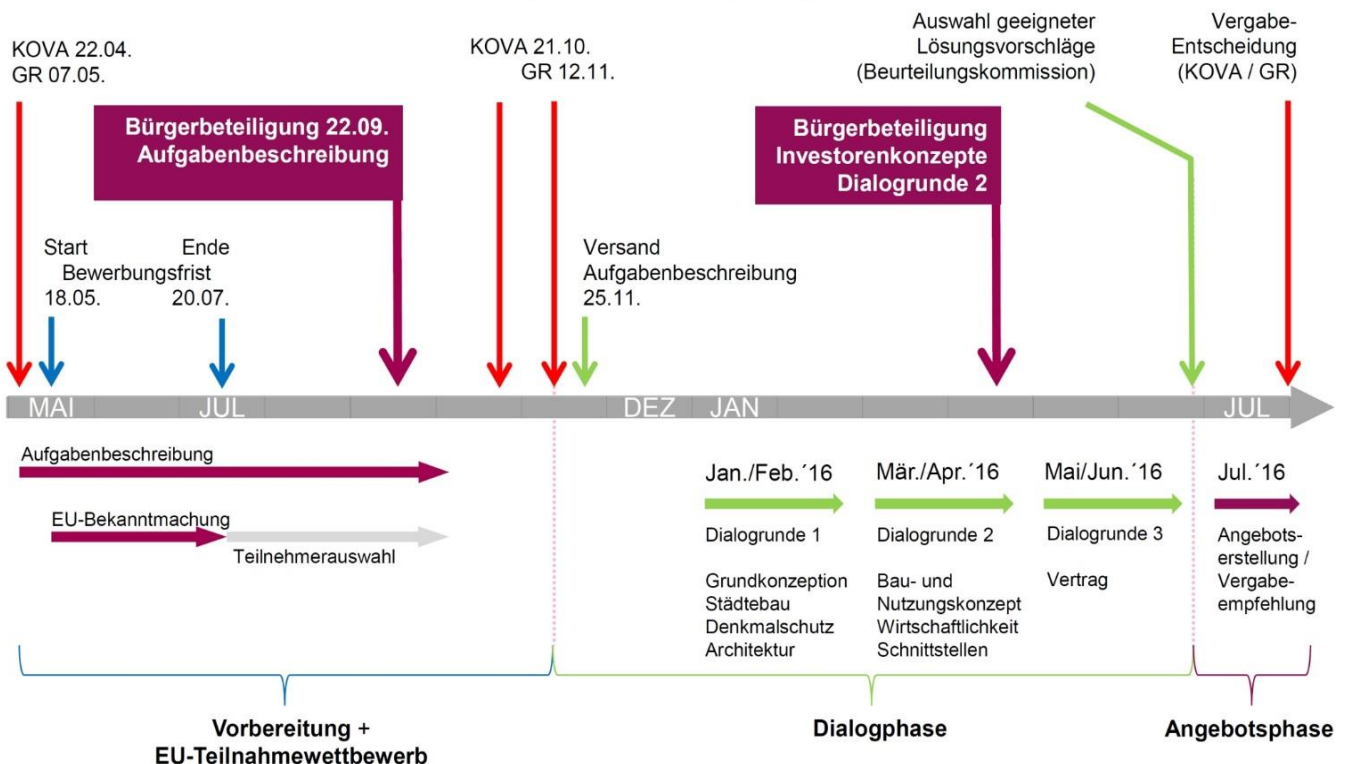 KOVA 22.04.
GR 07.05.
KOVA 21.10.
GR 12.11.
Auswahl geeigneter
Lösungsvorschläge
(Beurteilungskommission)
Vergabe-
Entscheidung
(KOVA / GR)
Bürgerbeteiligung 22.09.
Aufgabenbeschreibung
Bürgerbeteiligung
Investorenkonzepte
Dialogrunde 2
Start Ende
Bewerbungsfrist
18.05. 20.07.
Versand
Aufgabenbeschreibung
25.11.
MAI JUL DEZ JAN JUL
Aufgabenbeschreibung
EU-Bekanntmachung
Teilnehmerauswahl
Jan./Feb.´16
Dialogrunde 1
Grundkonzeption
Städtebau
Denkmalschutz
Architektur
Mär./Apr.´16
Dialogrunde 2
Bau- und
Nutzungskonzept
Wirtschaftlichkeit
Schnittstellen
Mai/Jun.´16
Dialogrunde 3
Vertrag
Jul.´16
Angebots-
erstellung /
Vergabe-
empfehlung
Vorbereitung +
EU-Teilnahmewettbewerb
Dialogphase
Angebotsphase